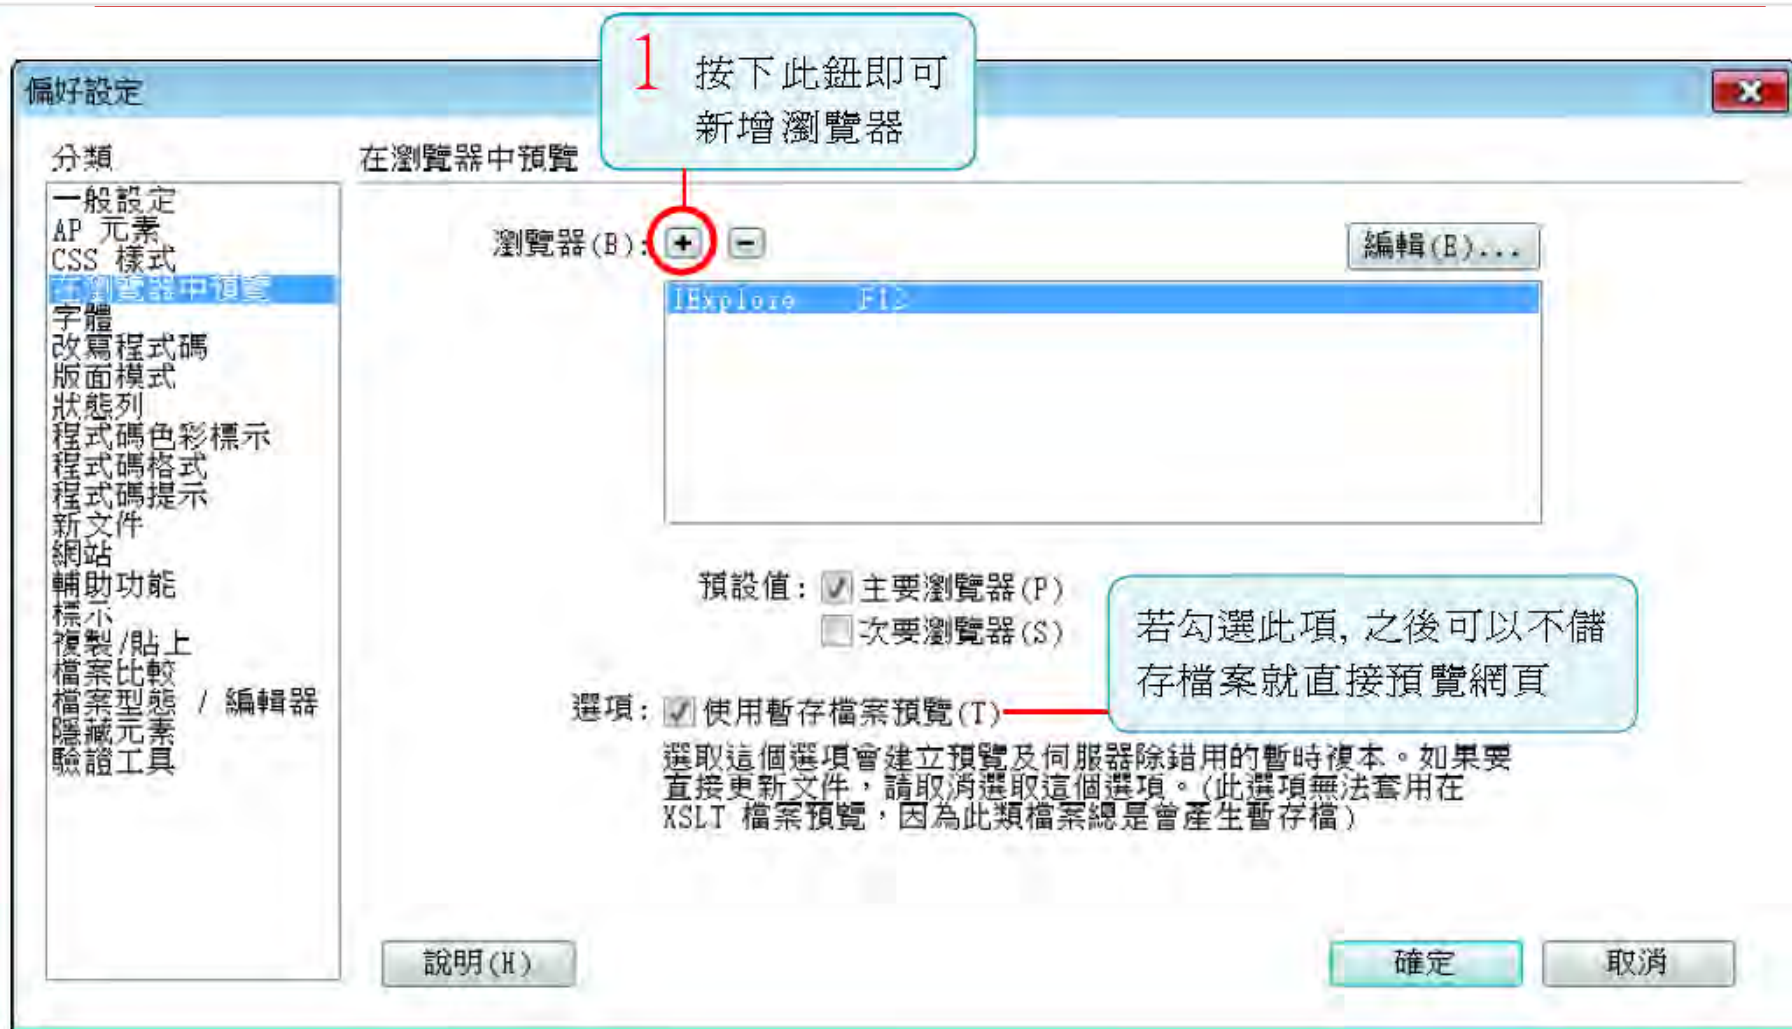 1 按下此鈕即可
新增瀏覽器
偏好設定
分類
一般設定
AP 元素
CSS 樣式
在瀏覽器中預覽
字體
改寫程式碼
版面模式
狀態列
程式碼色彩標示
程式碼格式
程式碼提示
新文件
網站
輔助功能
標示
複製/貼上
檔案比較
檔案型態 / 編輯器
隱藏元素
驗證工具
在瀏覽器中預覽
瀏覽器(B):
編輯(E)...
IExplore F12
預設值: 主要瀏覽器(P)
次要瀏覽器(S)
若勾選此項, 之後可以不儲
存檔案就直接預覽網頁
選項: 使用暫存檔案預覽(T)
選取這個選項會建立預覽及伺服器除錯用的暫時複本。如果要
直接更新文件，請取消選取這個選項。(此選項無法套用在
XSLT 檔案預覽，因為此類檔案總是會產生暫存檔)
說明(H)
確定
取消